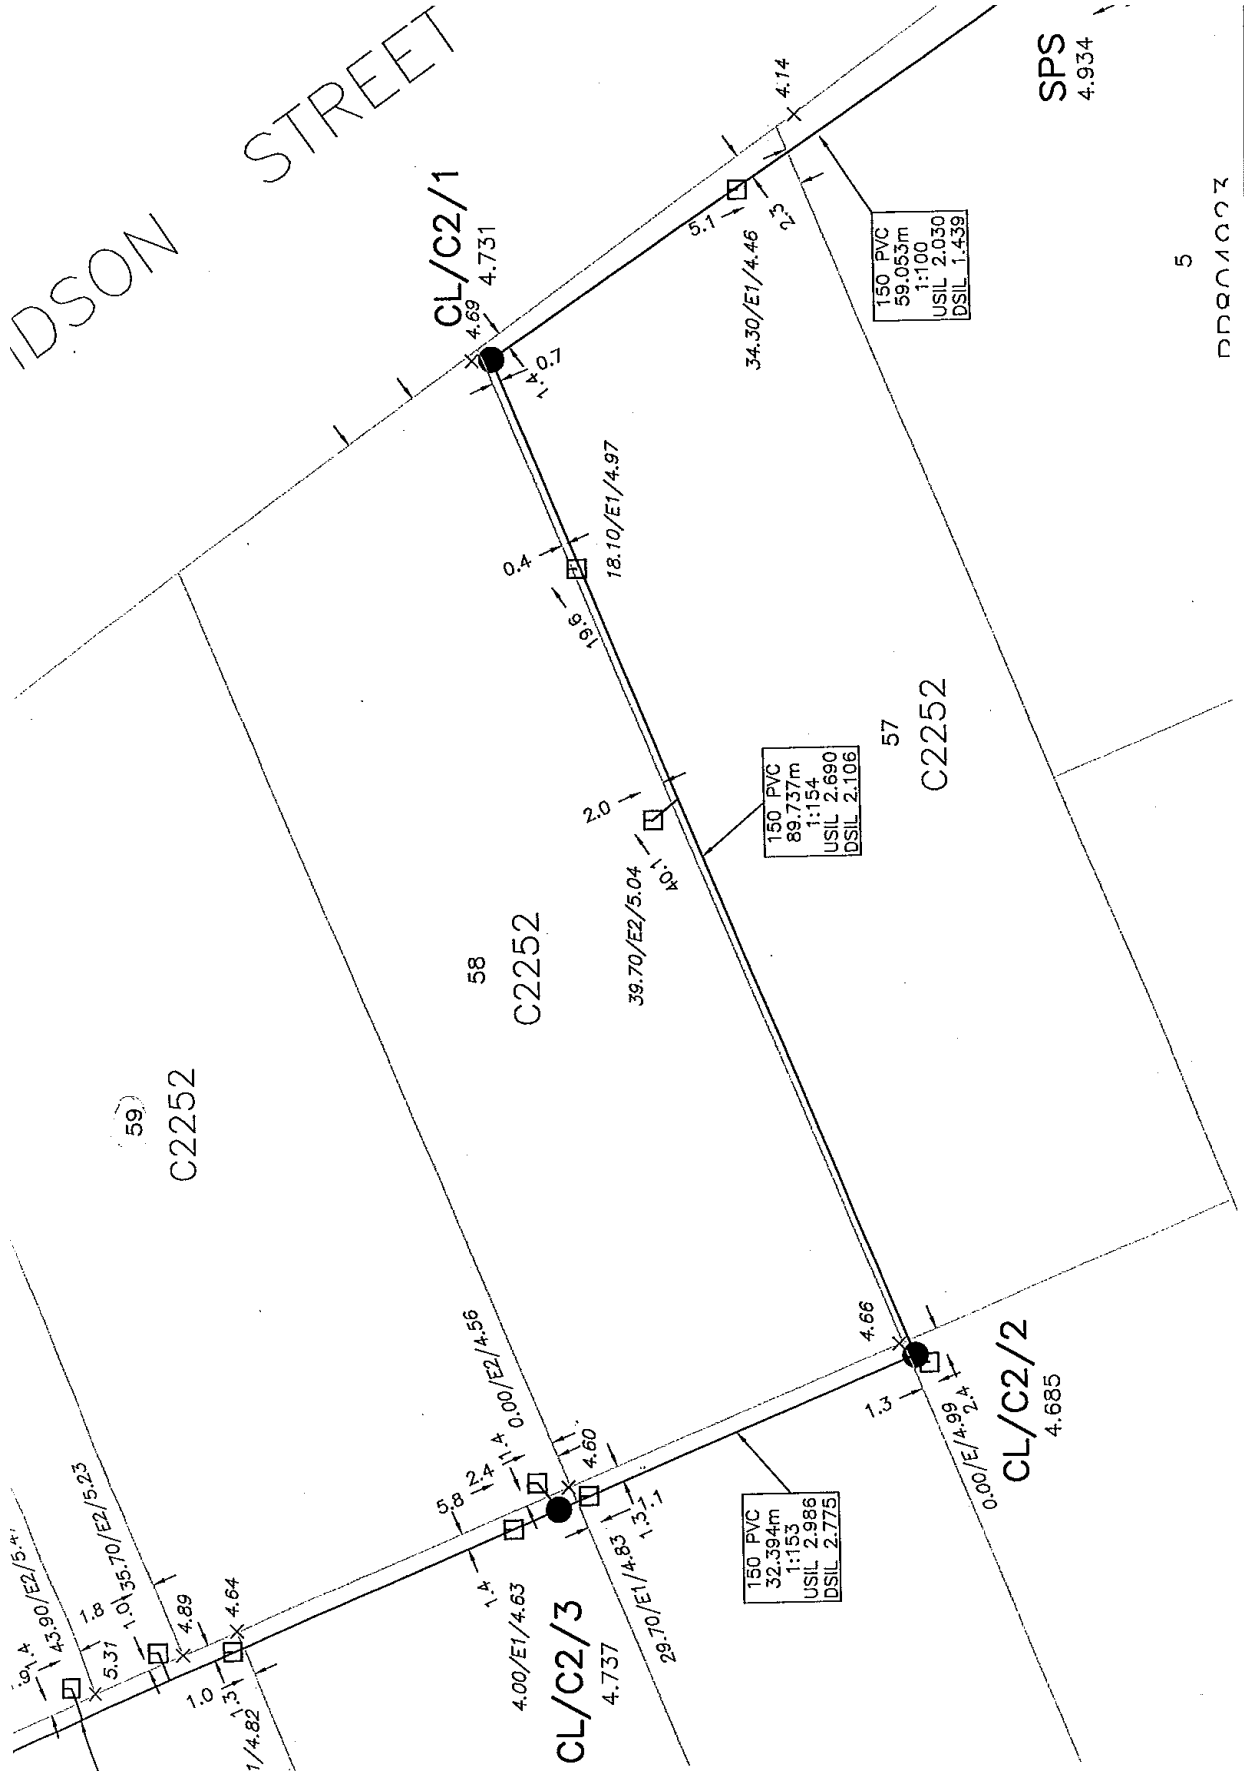 DSON STREET
SPS
4.934
4.14
CL/C2/1
4.731
4.69
0.7
1.4
5.1
2.3
34.30/E1/4.46
150 PVC
59.053m
1:100
USIL 2.030
DSIL 1.439
5
0.4
18.10/E1/4.97
19.6
2.0
40.1
39.70/E2/5.04
150 PVC
89.737m
1:154
USIL 2.690
DSIL 2.106
57
C2252
58
C2252
59
C2252
4.66
1.3
2.4
0.00/E/4.99
CL/C2/2
4.685
0.00/E2/4.56
1.4
2.4
5.8
4.60
1.1
1.3
29.70/E1/4.83
150 PVC
32.394m
1:153
USIL 2.986
DSIL 2.775
1.4
4.00/E1/4.63
CL/C2/3
4.737
35.70/E2/5.23
1.0
1.8
4.89
4.64
43.90/E2/5.4
1.4
5.31
1.0
1.3
1/4.82